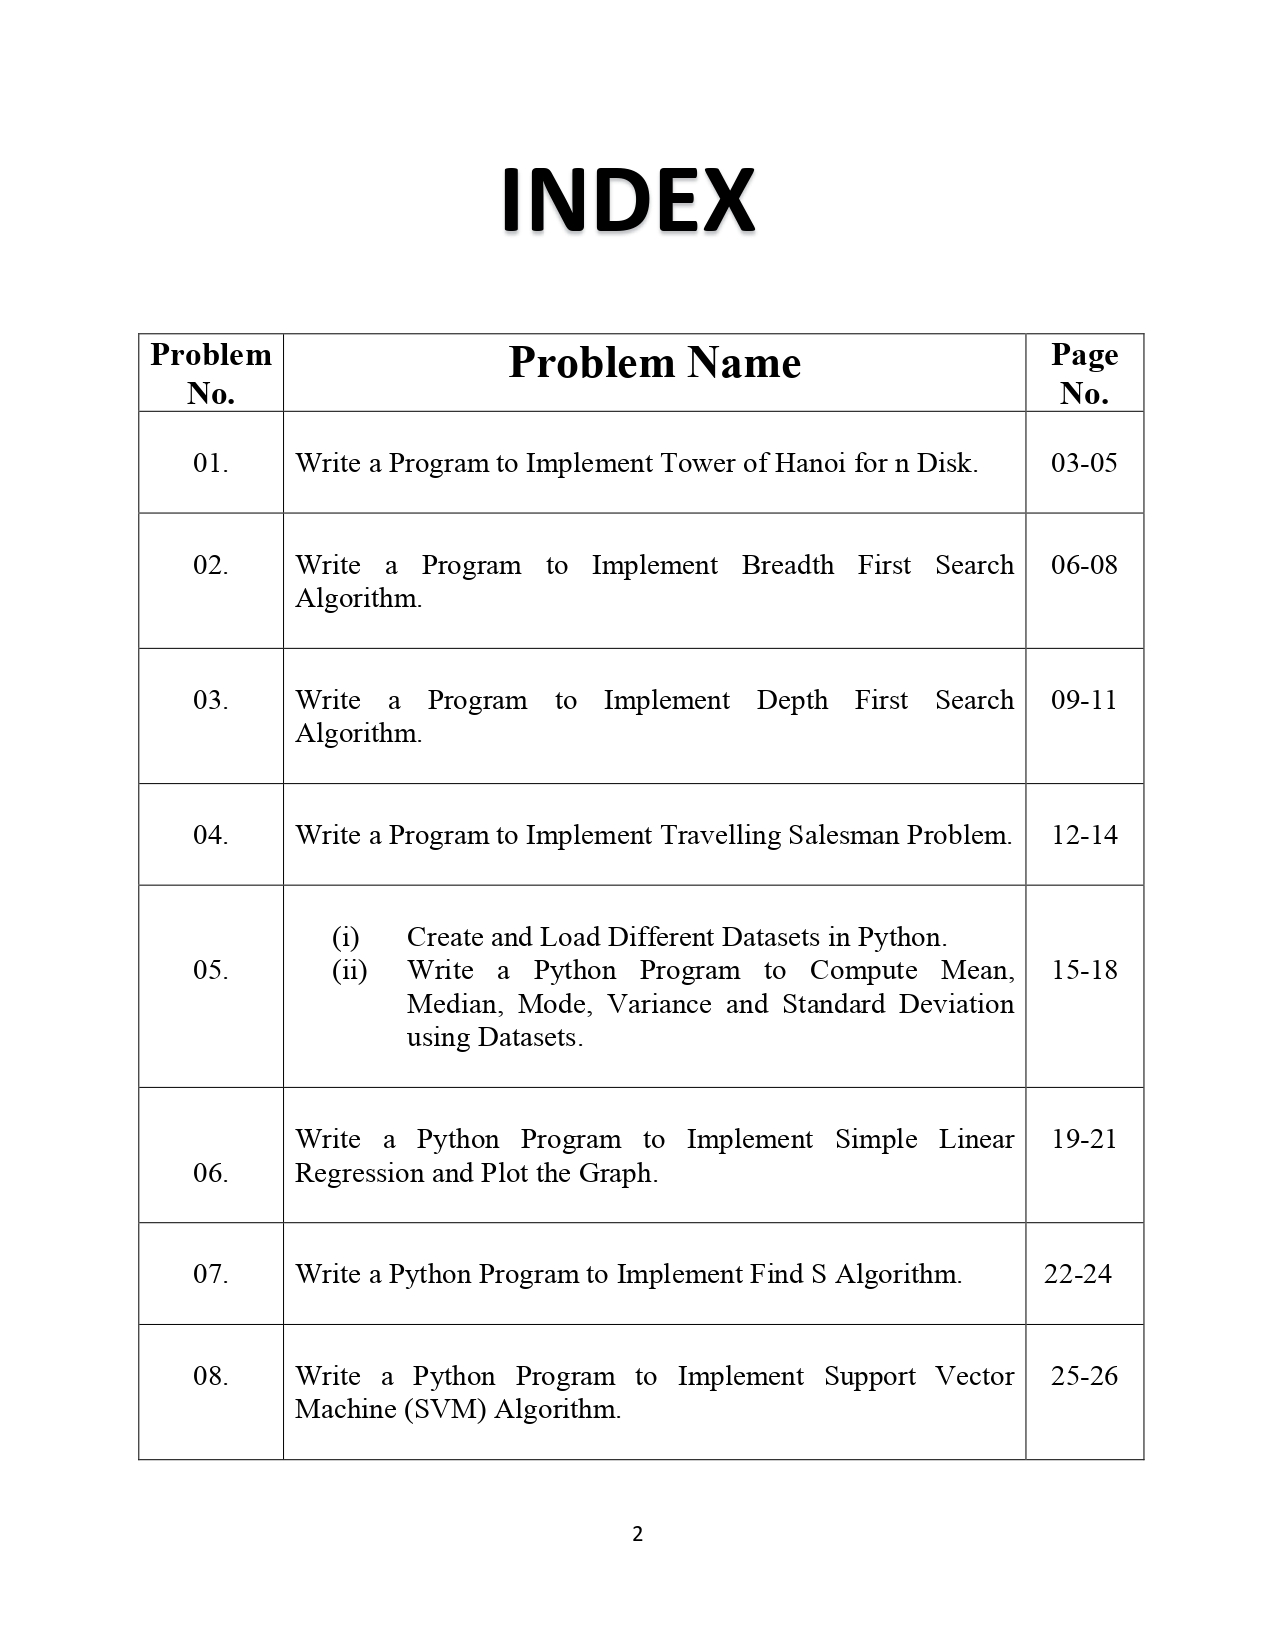 INDEX
Problem No.
Problem Name
Page No.
01.
Write a Program to Implement Tower of Hanoi for n Disk.
03-05
02.
Write a Program to Implement Breadth First Search
Algorithm.
06-08
03.
Write a Program to Implement Depth First Search
Algorithm.
09-11
04.
Write a Program to Implement Travelling Salesman Problem.
12-14
05.
(i) Create and Load Different Datasets in Python.
(ii) Write a Python Program to Compute Mean,
Median, Mode, Variance and Standard Deviation
using Datasets.
15-18
06.
Write a Python Program to Implement Simple Linear
Regression and Plot the Graph.
19-21
07.
Write a Python Program to Implement Find S Algorithm.
22-24
08.
Write a Python Program to Implement Support Vector
Machine (SVM) Algorithm.
25-26
2